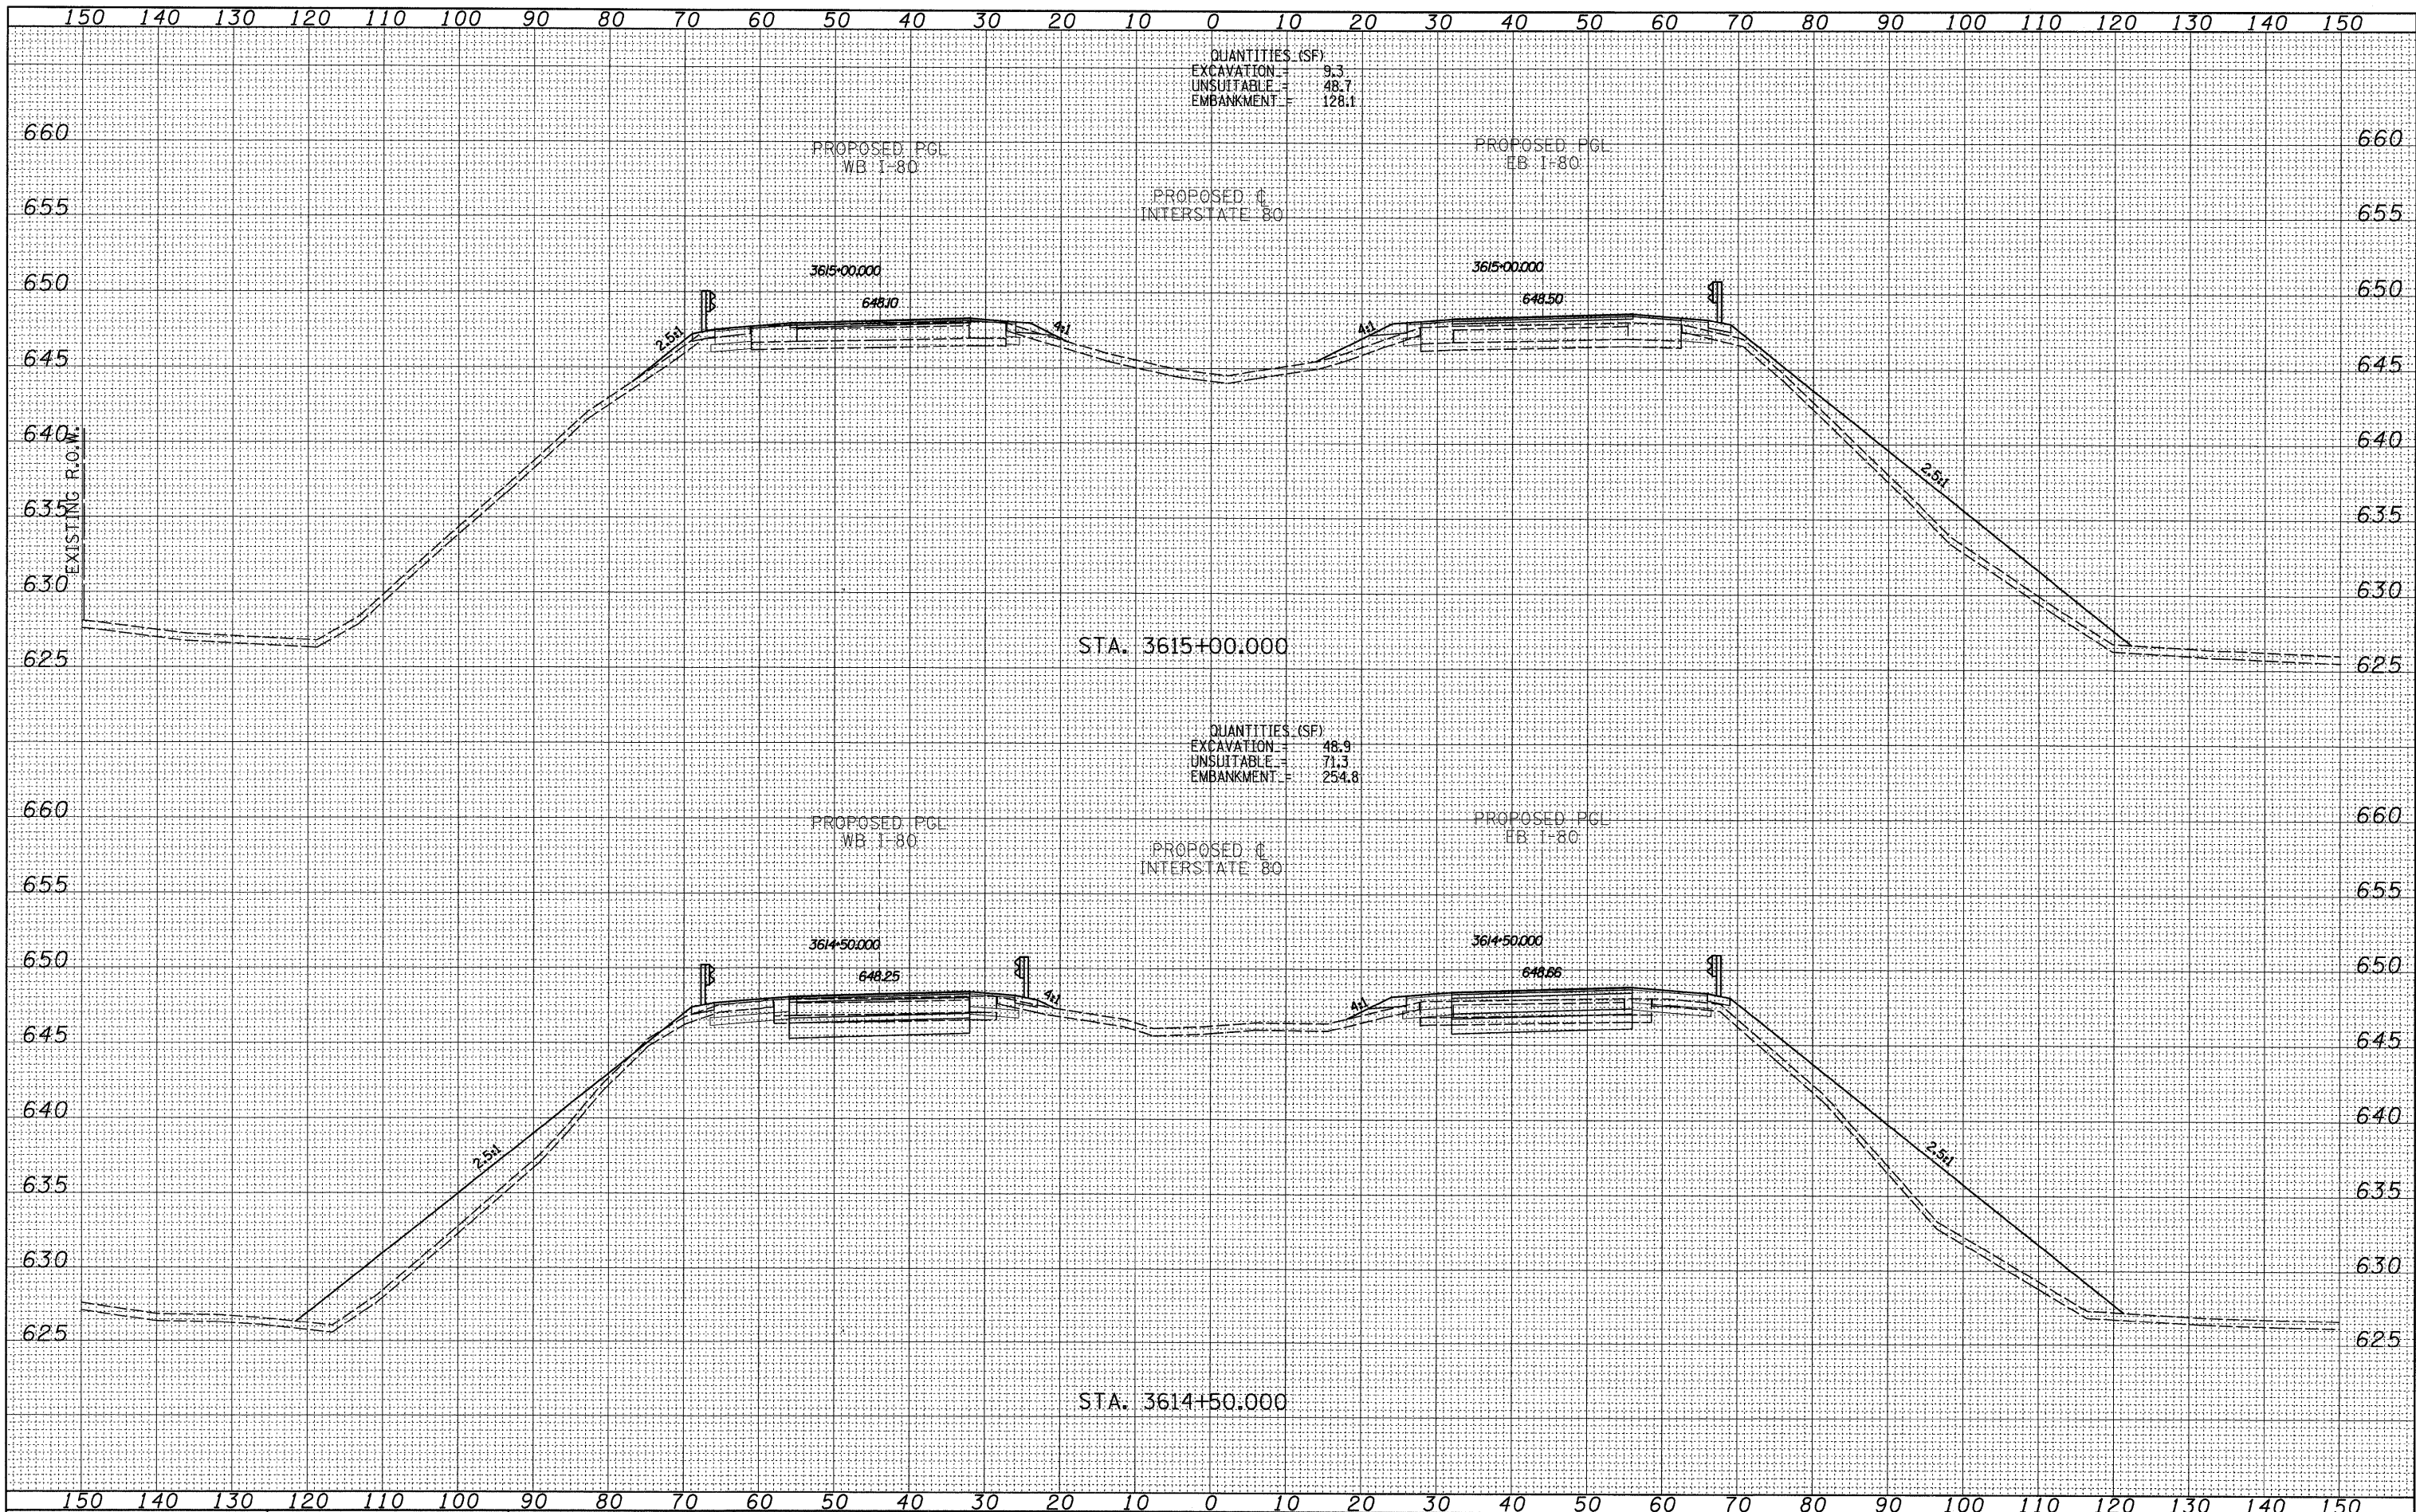 150 140 130 120 110 100 90 80 70 60 50 40 30 20 10 0 10 20 30 40 50 60 70 80 90 100 110 120 130 140 150
QUANTITIES (SF)
EXCAVATION = 9.3
UNSUITABLE = 48.7
EMBANKMENT = 128.1
660 660
PROPOSED PGL
WB I-80
PROPOSED PGL
EB I-80
PROPOSED ℄
INTERSTATE 80
655 655
3615+00.000 3615+00.000
650 650
648.10 648.50
2.5:1 4:1 4:1
645 645
640 640
EXISTING R.O.W.
2.5:1
635 635
630 630
STA. 3615+00.000
625 625
QUANTITIES (SF)
EXCAVATION = 48.9
UNSUITABLE = 71.3
EMBANKMENT = 254.8
660 660
PROPOSED PGL
WB I-80
PROPOSED PGL
EB I-80
PROPOSED ℄
INTERSTATE 80
655 655
3614+50.000 3614+50.000
650 650
648.25 648.66
4:1 4:1
645 645
640 640
2.5:1 2.5:1
635 635
630 630
625 625
STA. 3614+50.000
150 140 130 120 110 100 90 80 70 60 50 40 30 20 10 0 10 20 30 40 50 60 70 80 90 100 110 120 130 140 150